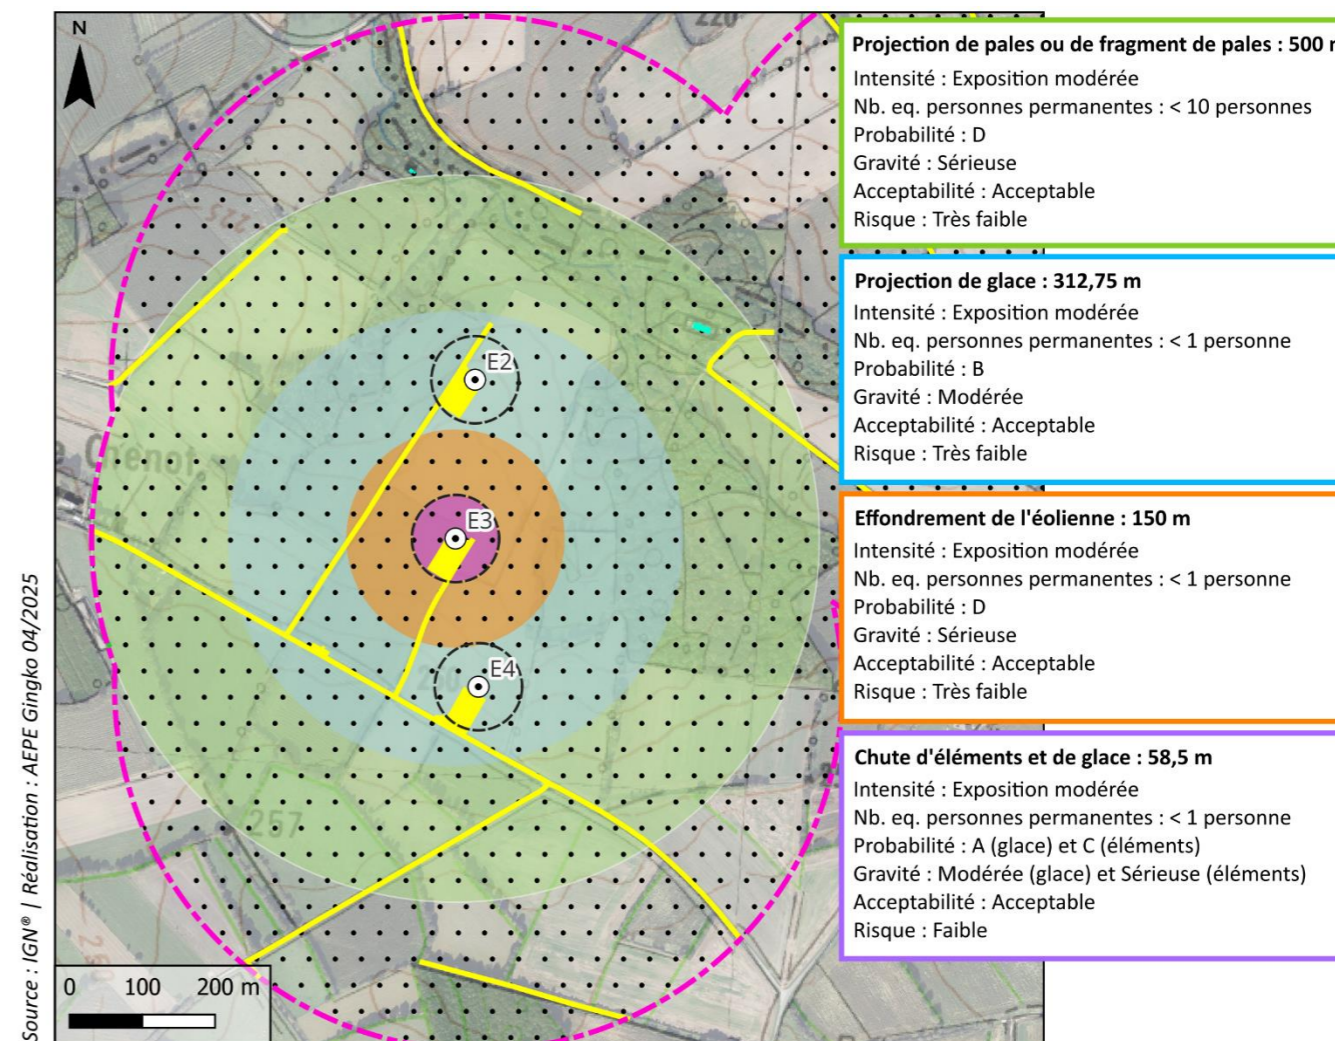 N
220
Projection de pales ou de fragment de pales : 500 m
Intensité : Exposition modérée
Nb. eq. personnes permanentes : < 10 personnes
Probabilité : D
Gravité : Sérieuse
Acceptabilité : Acceptable
Risque : Très faible
225
Projection de glace : 312,75 m
Intensité : Exposition modérée
Nb. eq. personnes permanentes : < 1 personne
Probabilité : B
Gravité : Modérée
Acceptabilité : Acceptable
Risque : Très faible
E2
Chenot
E3
Effondrement de l'éolienne : 150 m
Intensité : Exposition modérée
Nb. eq. personnes permanentes : < 1 personne
Probabilité : D
Gravité : Sérieuse
Acceptabilité : Acceptable
Risque : Très faible
E4
Chute d'éléments et de glace : 58,5 m
Intensité : Exposition modérée
Nb. eq. personnes permanentes : < 1 personne
Probabilité : A (glace) et C (éléments)
Gravité : Modérée (glace) et Sérieuse (éléments)
Acceptabilité : Acceptable
Risque : Faible
257
0 100 200 m
Source : IGN® | Réalisation : AEPE Gingko 04/2025